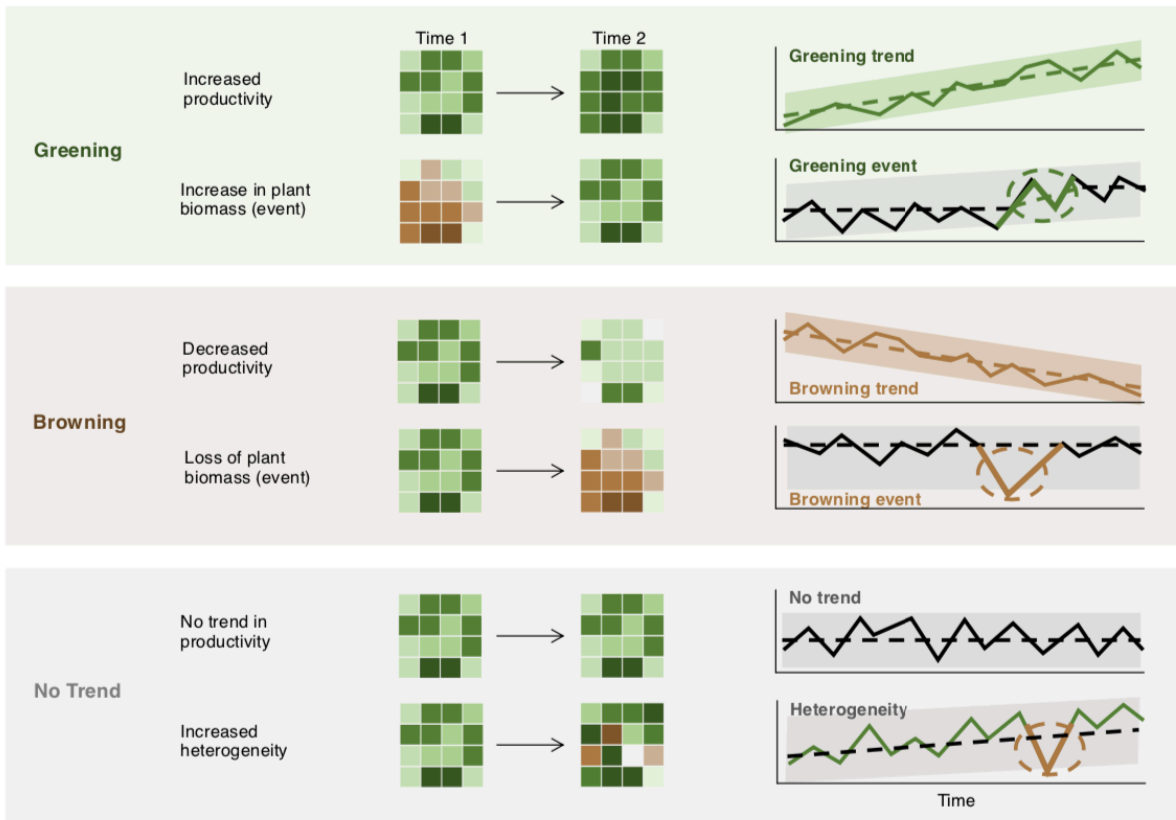 Time 1
Time 2
Greening
Increased
productivity
Greening trend
Increase in plant
biomass (event)
Greening event
Browning
Decreased
productivity
Browning trend
Loss of plant
biomass (event)
Browning event
No Trend
No trend in
productivity
No trend
Increased
heterogeneity
Heterogeneity
Time